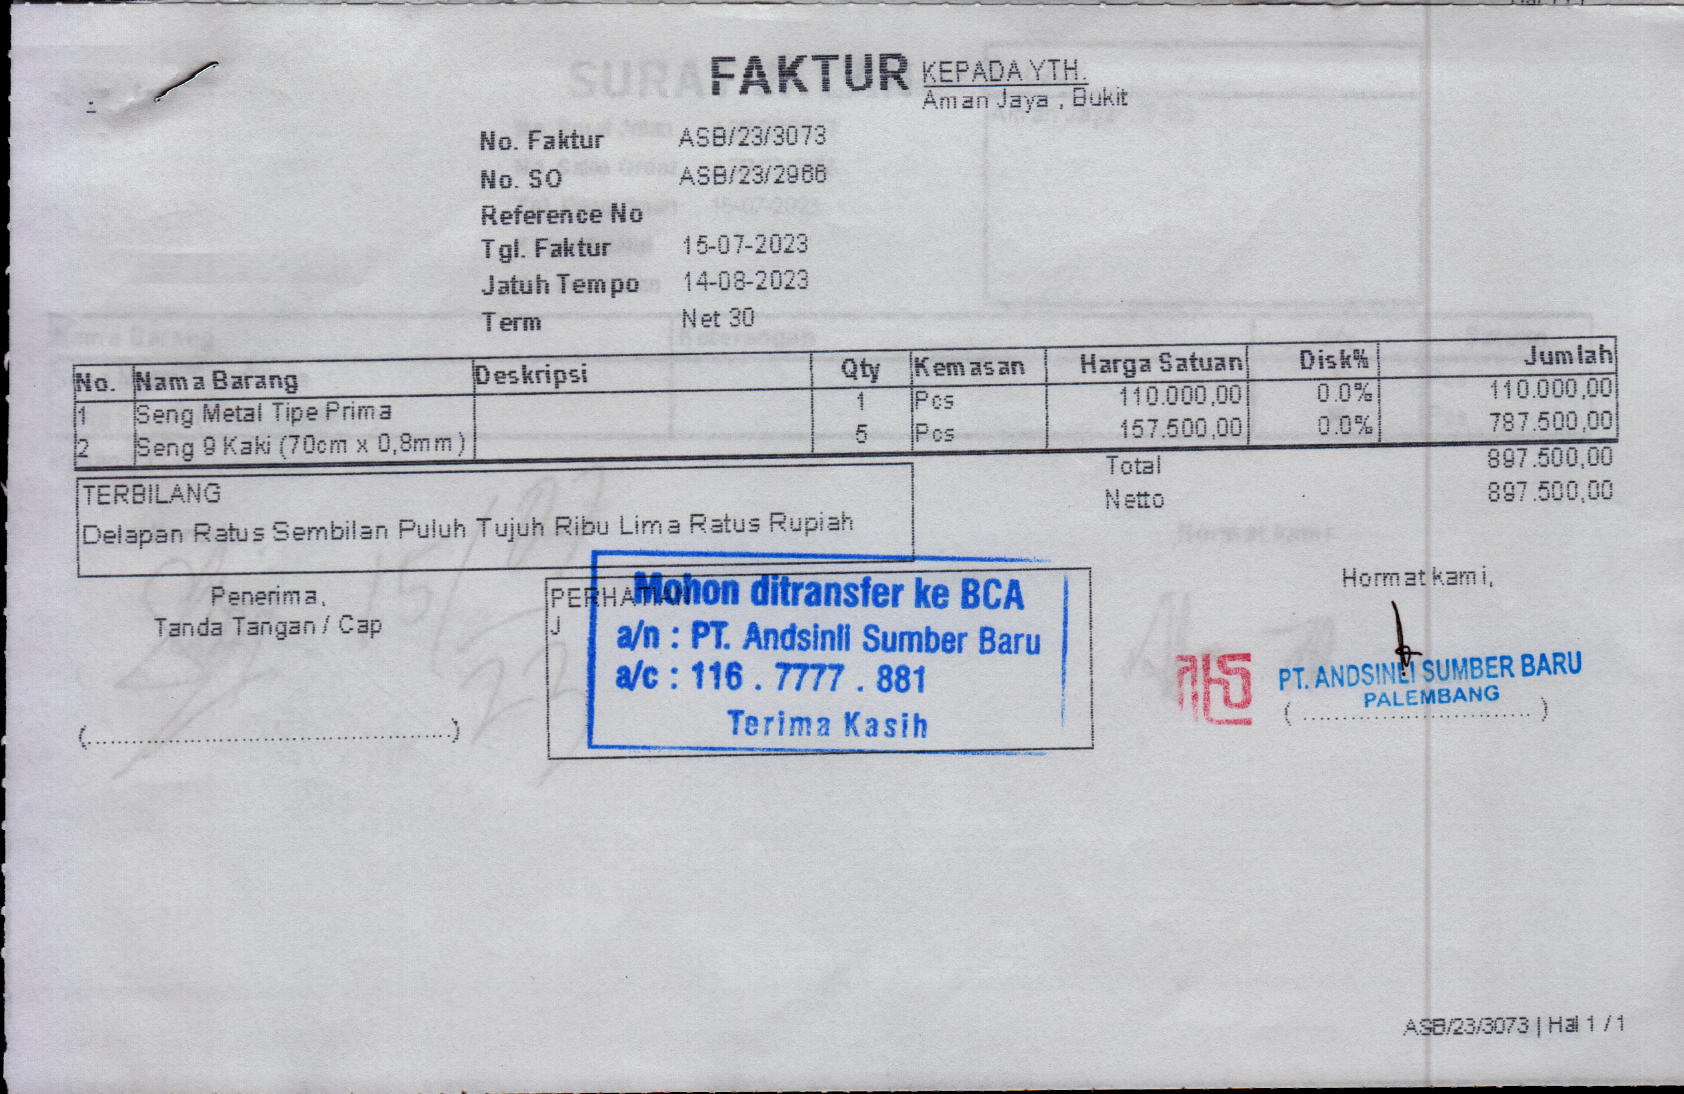 FAKTUR
KEPADA YTH.
Aman Jaya , Bukit
:
No. Faktur ASB/23/3073
No. SO ASB/23/2966
Reference No
Tgl. Faktur 15-07-2023
Jatuh Tempo 14-08-2023
Term Net 30
No. Nama Barang Deskripsi Qty Kemasan Harga Satuan Disk% Jumlah
1 Seng Metal Tipe Prima 1 Pcs 110.000,00 0.0% 110.000,00
2 Seng 9 Kaki (70cm x 0,8mm) 5 Pcs 157.500,00 0.0% 787.500,00
Total 897.500,00
Netto 897.500,00
TERBILANG
Delapan Ratus Sembilan Puluh Tujuh Ribu Lima Ratus Rupiah
Penerima,
Tanda Tangan / Cap
(..................................................)
PERHATIAN
J
Mohon ditransfer ke BCA
a/n : PT. Andsinli Sumber Baru
a/c : 116 . 7777 . 881
Terima Kasih
Hormat kami,
PT. ANDSINLI SUMBER BARU
PALEMBANG
( ................................ )
ASB/23/3073 | Hal 1 / 1